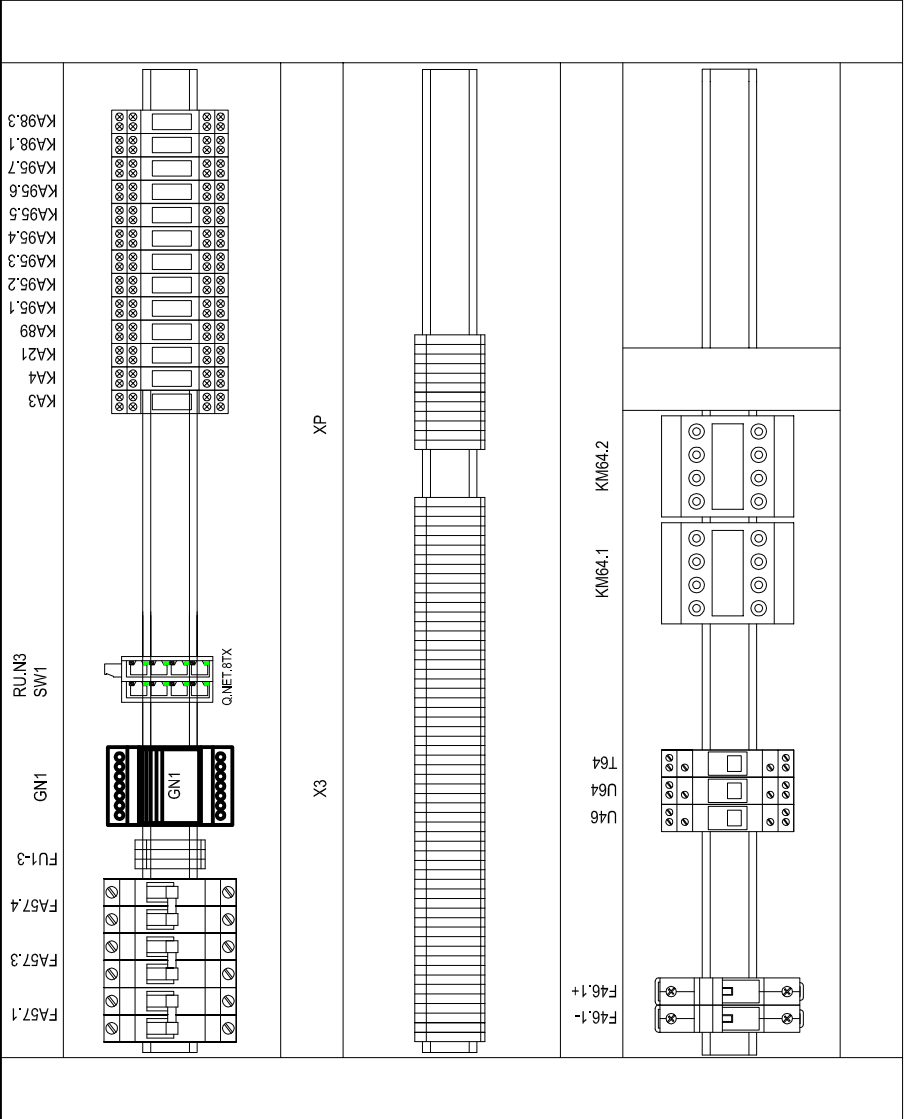 KA98.3
KA98.1
KA95.7
KA95.6
KA95.5
KA95.4
KA95.3
KA95.2
KA95.1
KA89
KA21
KA4
KA3
RU.N3
SW1
Q.NET.8TX
GN1
GN1
FU1-3
FA57.4
FA57.3
FA57.1
XP
X3
KM64.2
KM64.1
T64
U64
U46
F46.1+
F46.1-